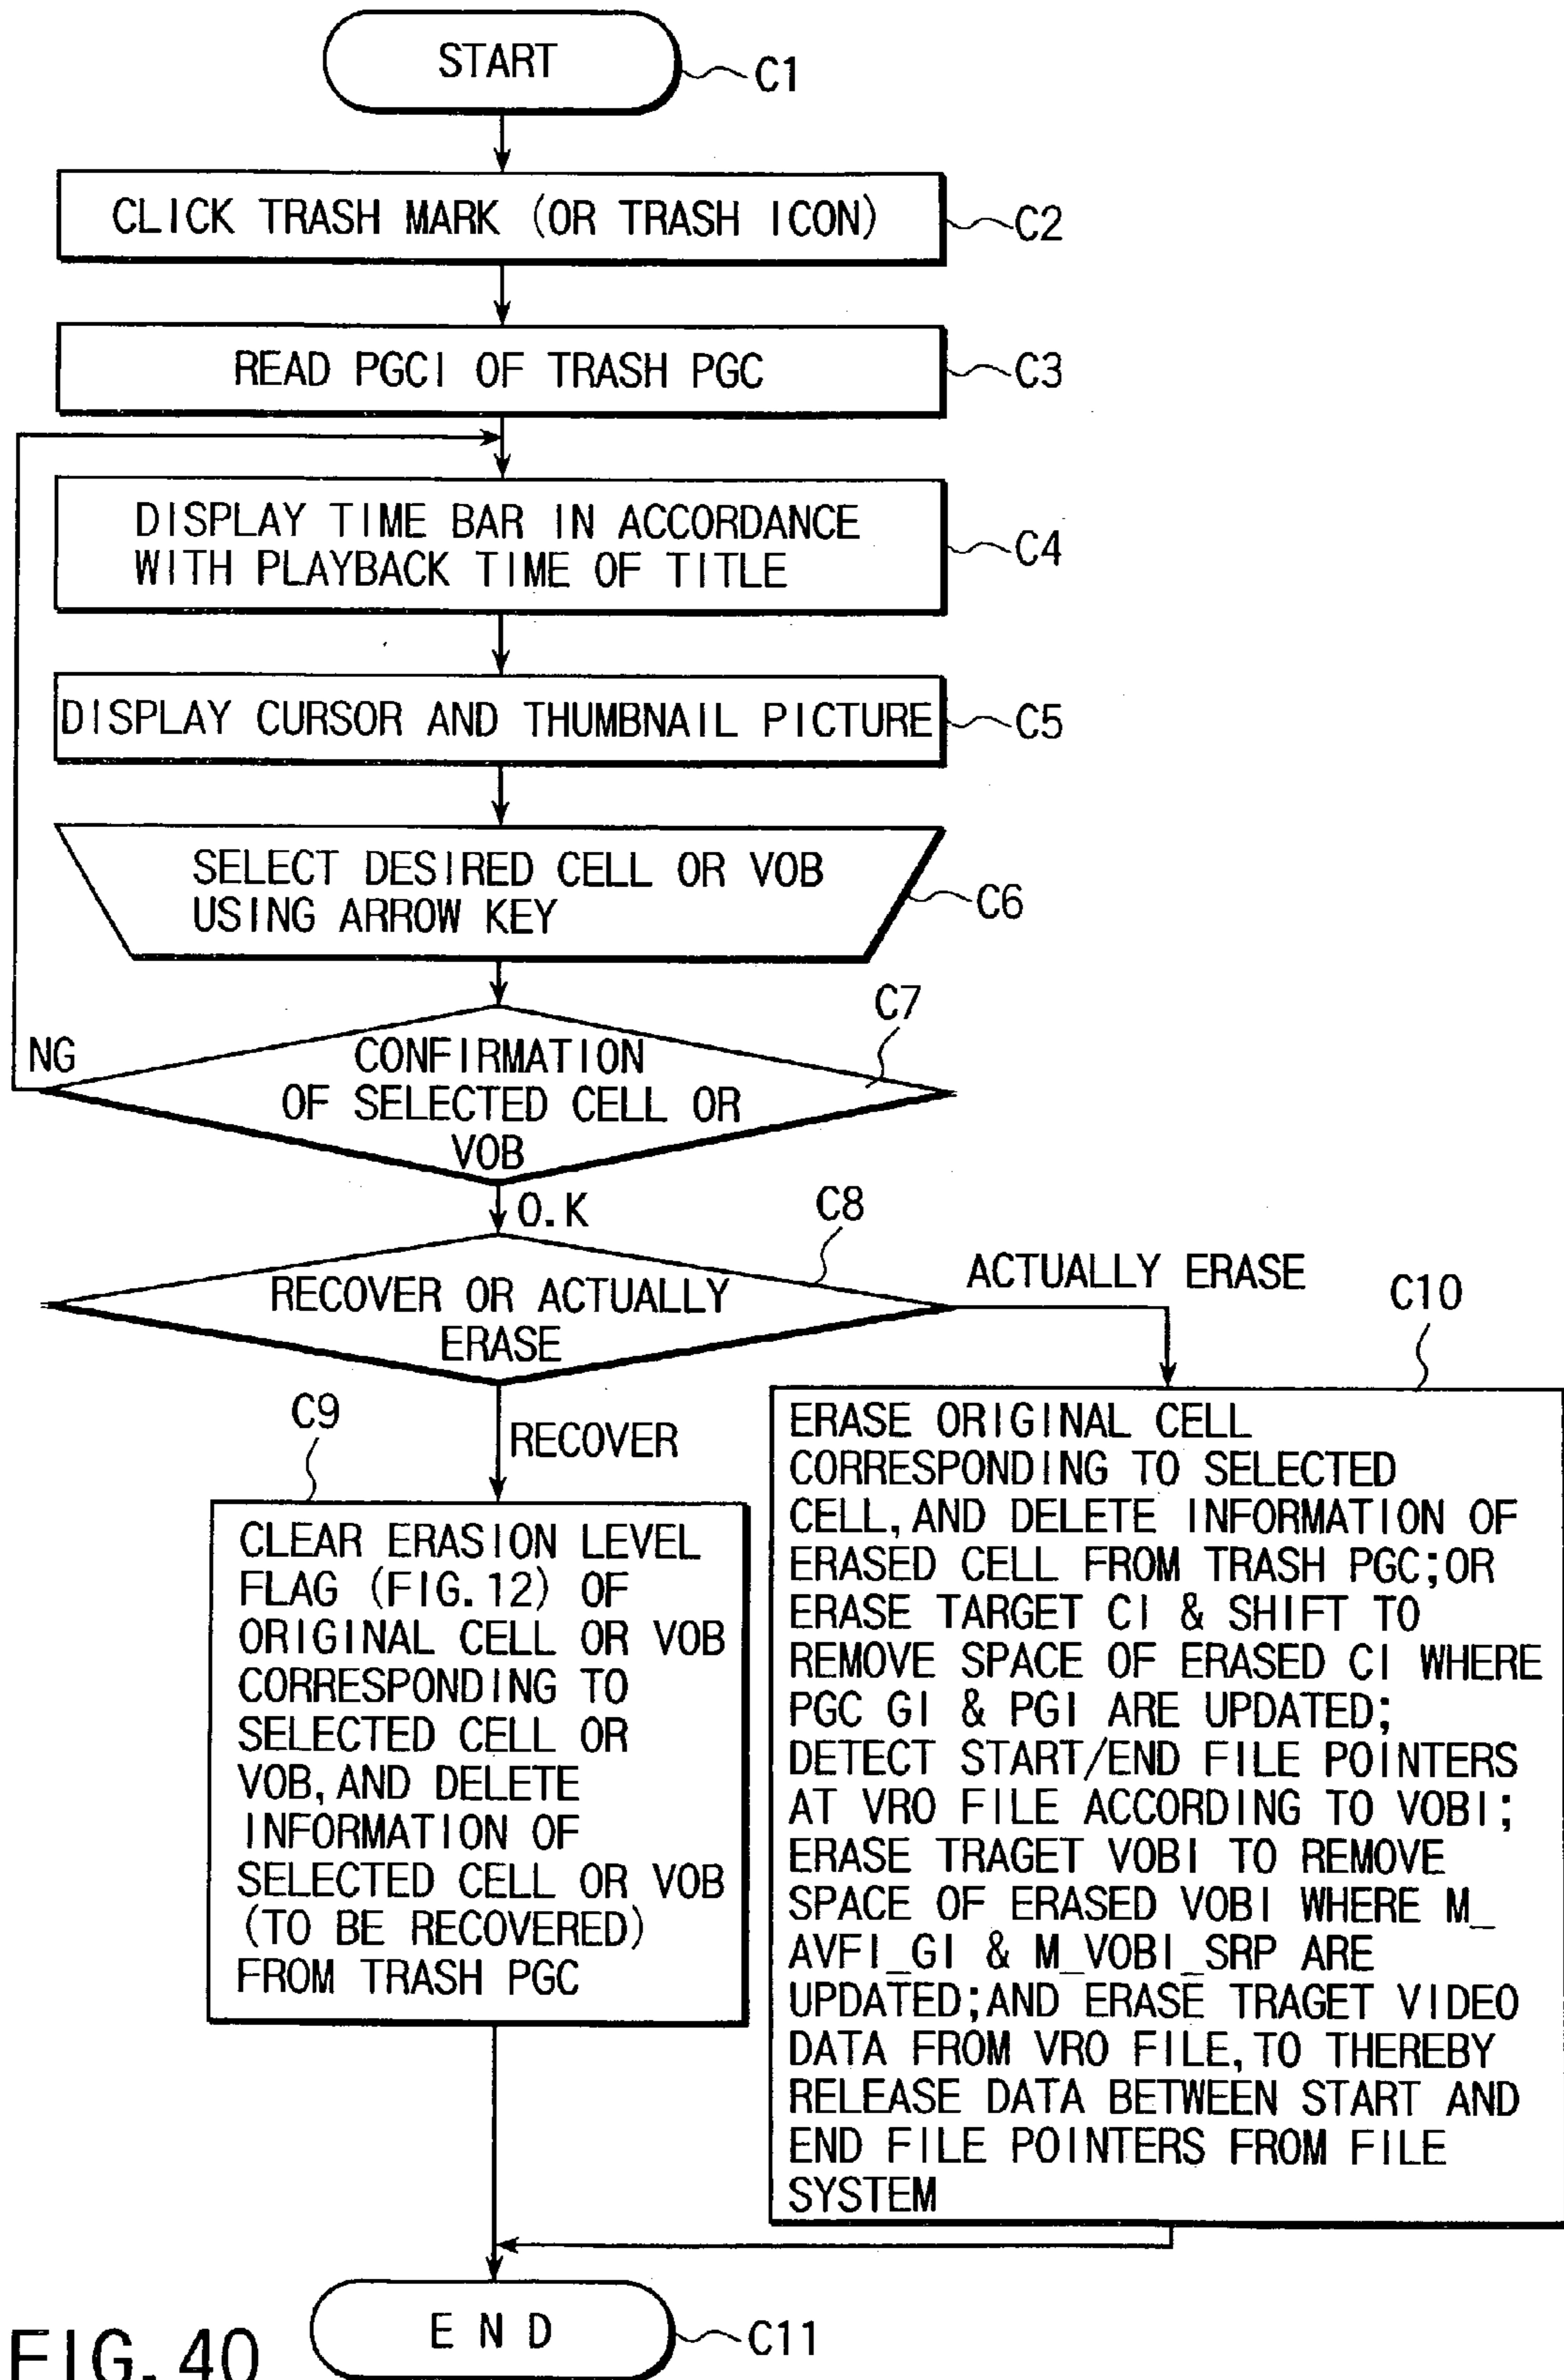 START
C1
CLICK TRASH MARK (OR TRASH ICON)
C2
READ PGCI OF TRASH PGC
C3
DISPLAY TIME BAR IN ACCORDANCE
WITH PLAYBACK TIME OF TITLE
C4
DISPLAY CURSOR AND THUMBNAIL PICTURE
C5
SELECT DESIRED CELL OR VOB
USING ARROW KEY
C6
C7
NG
CONFIRMATION
OF SELECTED CELL OR
VOB
O.K
C8
RECOVER OR ACTUALLY
ERASE
ACTUALLY ERASE
C10
C9
RECOVER
CLEAR ERASION LEVEL
FLAG (FIG.12) OF
ORIGINAL CELL OR VOB
CORRESPONDING TO
SELECTED CELL OR
VOB, AND DELETE
INFORMATION OF
SELECTED CELL OR VOB
(TO BE RECOVERED)
FROM TRASH PGC
ERASE ORIGINAL CELL
CORRESPONDING TO SELECTED
CELL, AND DELETE INFORMATION OF
ERASED CELL FROM TRASH PGC;OR
ERASE TARGET CI & SHIFT TO
REMOVE SPACE OF ERASED CI WHERE
PGC GI & PGI ARE UPDATED;
DETECT START/END FILE POINTERS
AT VRO FILE ACCORDING TO VOBI;
ERASE TRAGET VOBI TO REMOVE
SPACE OF ERASED VOBI WHERE M_
AVFI_GI & M_VOBI_SRP ARE
UPDATED;AND ERASE TRAGET VIDEO
DATA FROM VRO FILE, TO THEREBY
RELEASE DATA BETWEEN START AND
END FILE POINTERS FROM FILE
SYSTEM
END
C11
FIG. 40